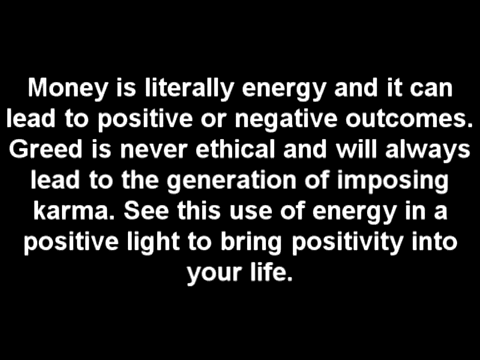 Money is literally energy and it can
lead to positive or negative outcomes.
Greed is never ethical and will always
lead to the generation of imposing
karma. See this use of energy in a
positive light to bring positivity into
your life.